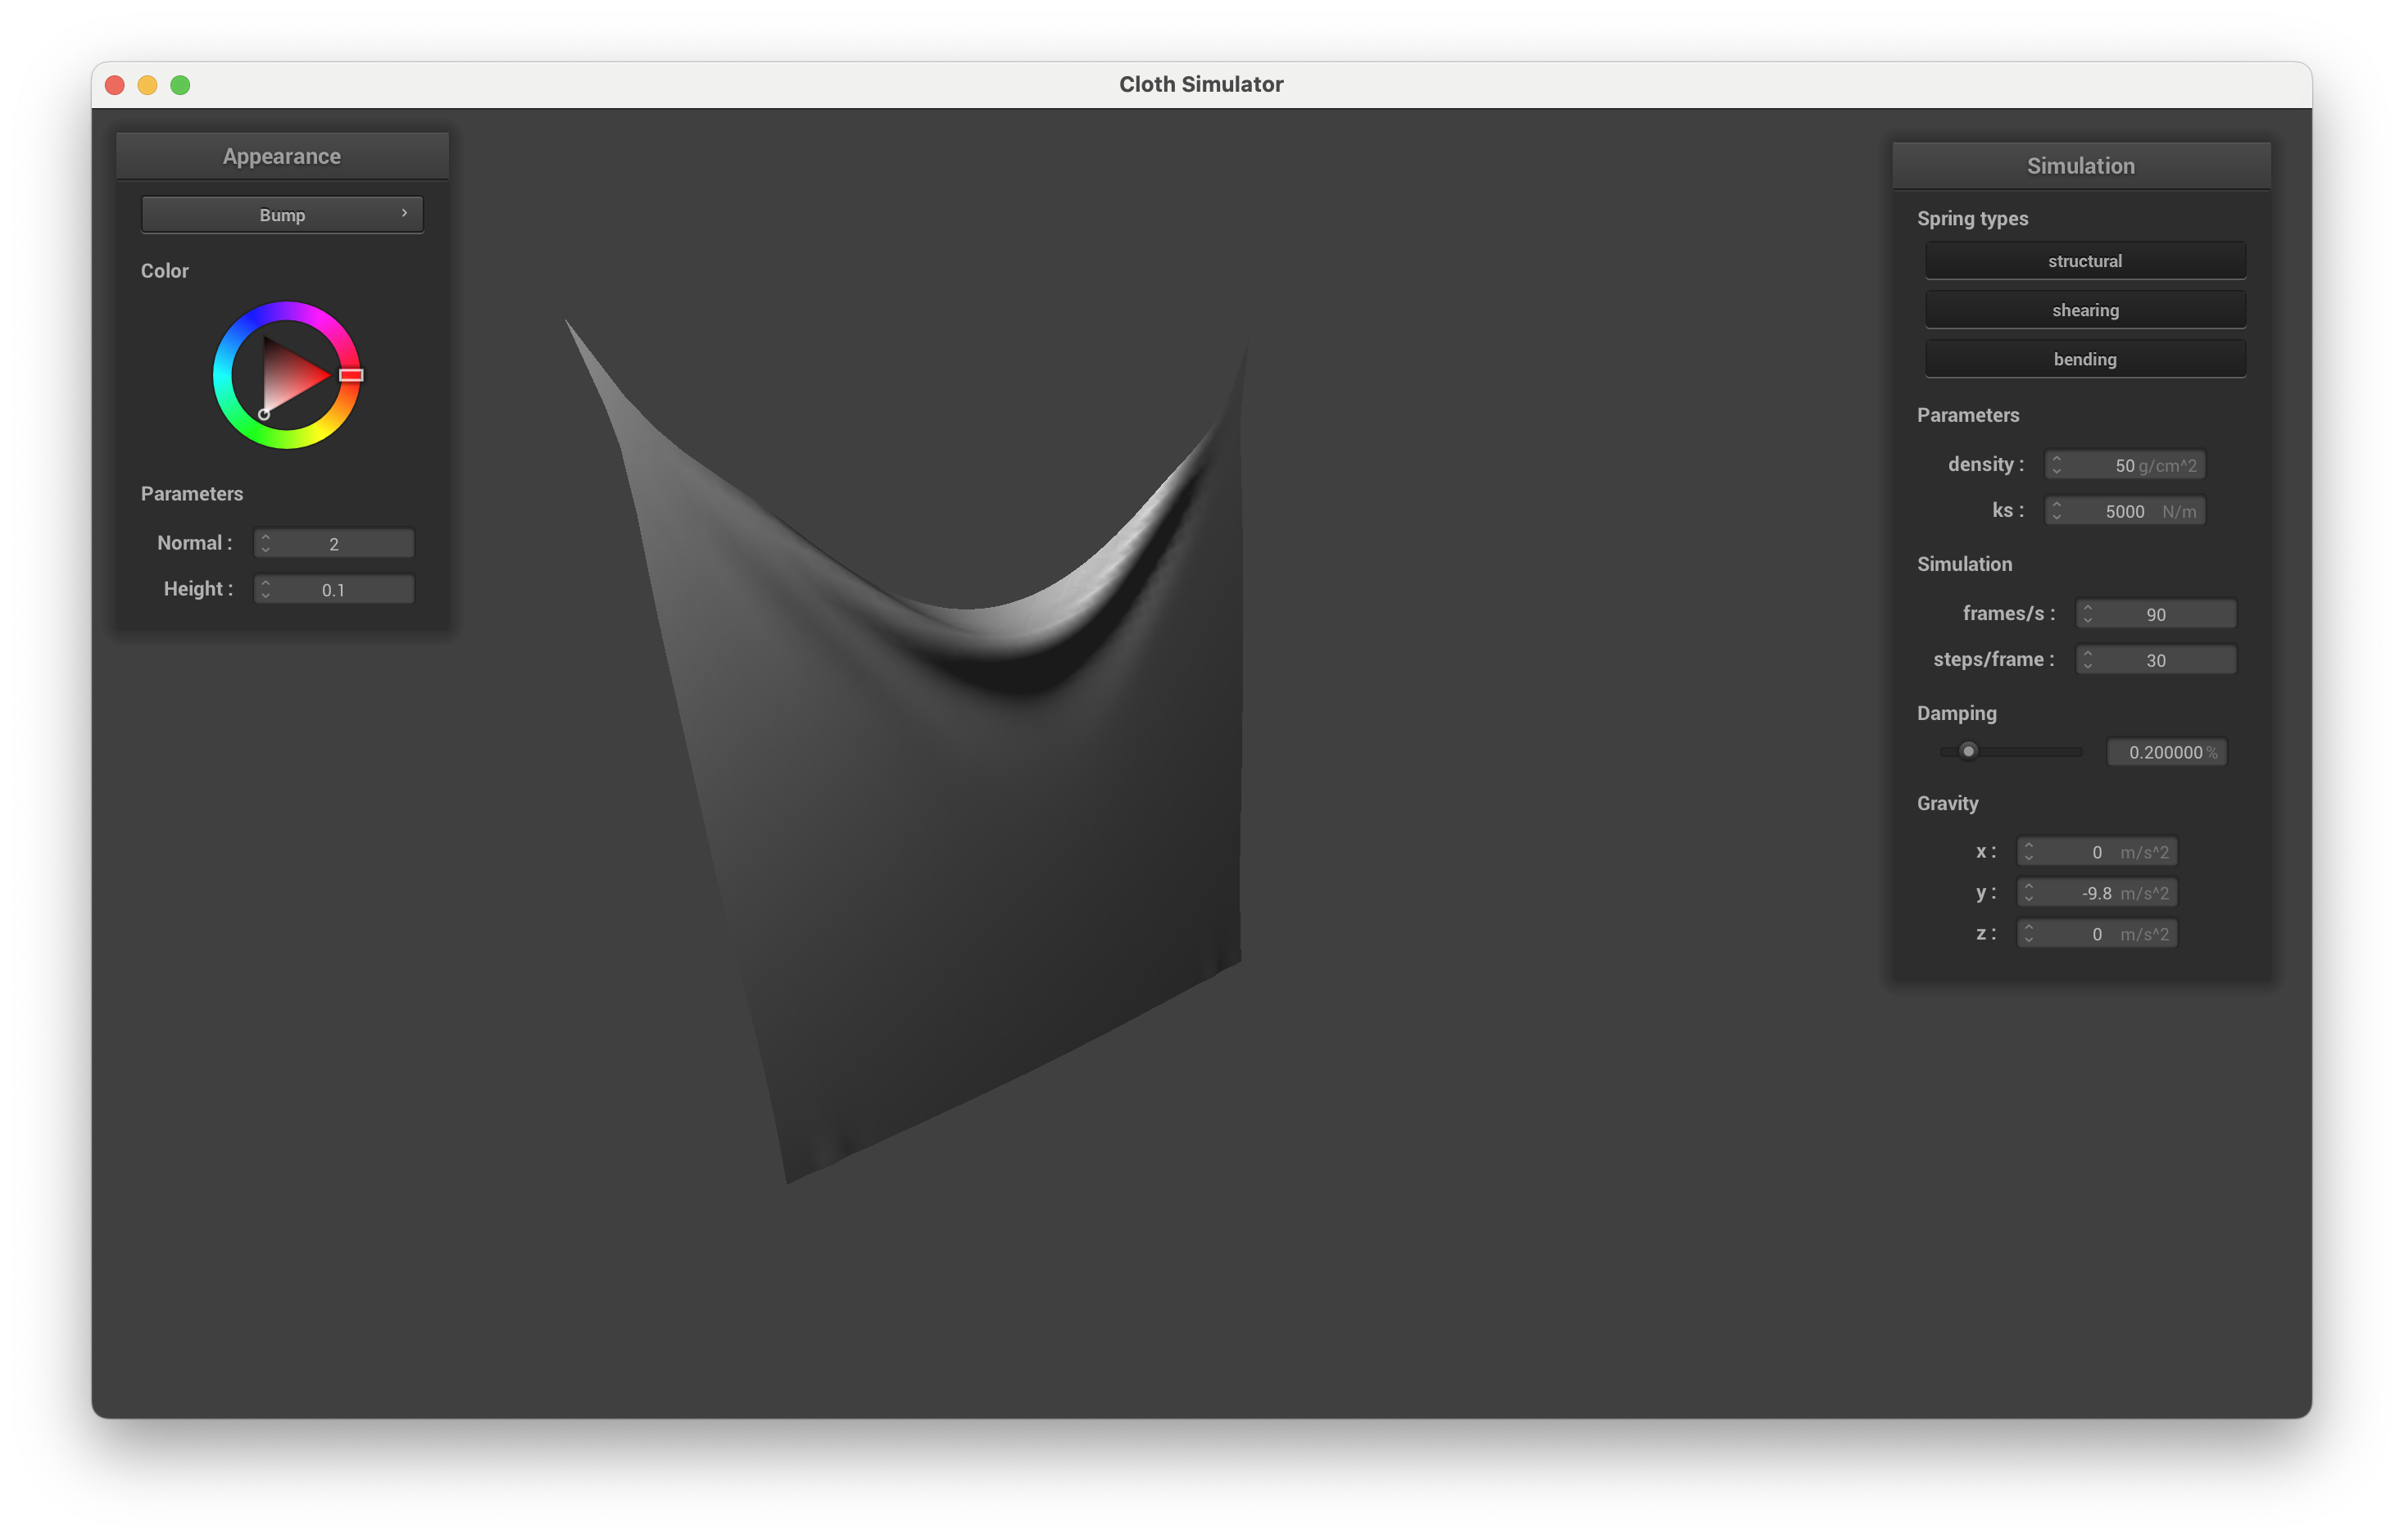 Cloth Simulator
Appearance
Bump
Color
Parameters
Normal : 2
Height : 0.1
Simulation
Spring types
structural
shearing
bending
Parameters
density : 50 g/cm^2
ks : 5000 N/m
Simulation
frames/s : 90
steps/frame : 30
Damping
0.200000 %
Gravity
x : 0 m/s^2
y : -9.8 m/s^2
z : 0 m/s^2